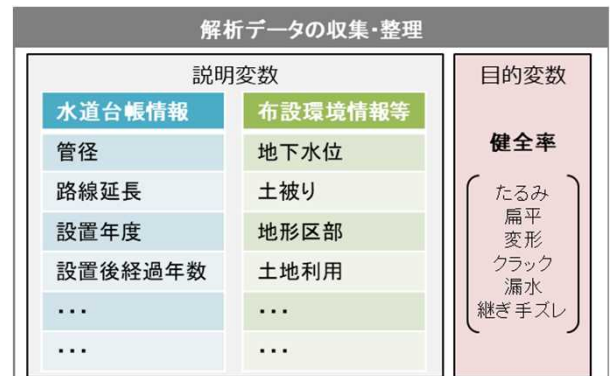 解析データの収集・整理
説明変数
目的変数
水道台帳情報
布設環境情報等
管径
地下水位
路線延長
土被り
設置年度
地形区部
設置後経過年数
土地利用
・・・
・・・
・・・
・・・
健全率
たるみ
扁平
変形
クラック
漏水
継ぎ手ズレ